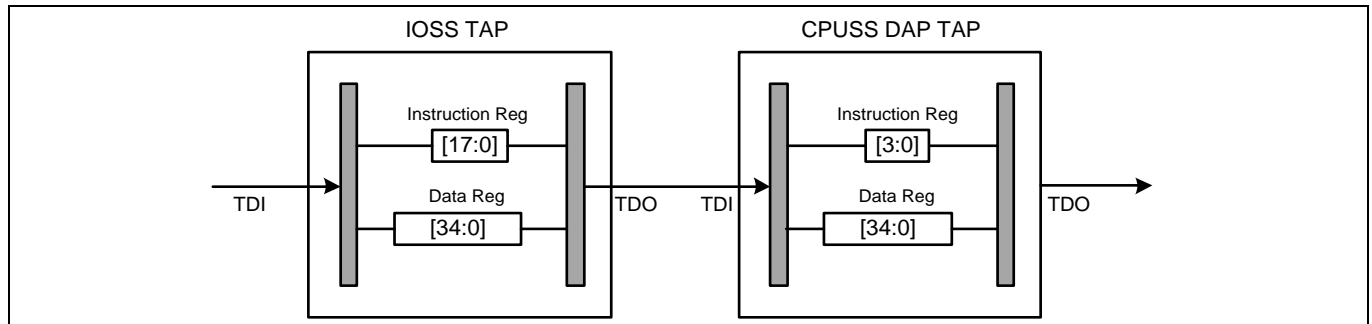 IOSS TAP
CPUSS DAP TAP
Instruction Reg
[17:0]
Data Reg
[34:0]
TDI
TDO
Instruction Reg
[3:0]
Data Reg
[34:0]
TDI
TDO